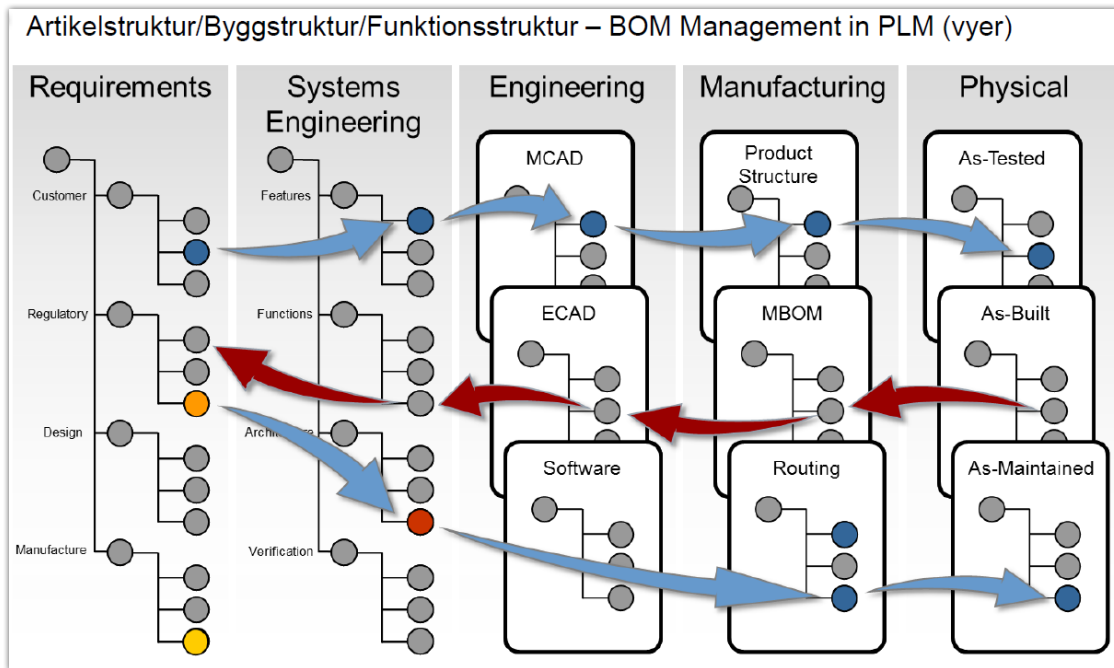 Artikelstruktur/Byggstruktur/Funktionsstruktur – BOM Management in PLM (vyer)
Requirements
Customer
Regulatory
Design
Manufacture
Systems
Engineering
Features
Functions
Architecture
Verification
Engineering
MCAD
ECAD
Software
Manufacturing
Product
Structure
MBOM
Routing
Physical
As-Tested
As-Built
As-Maintained